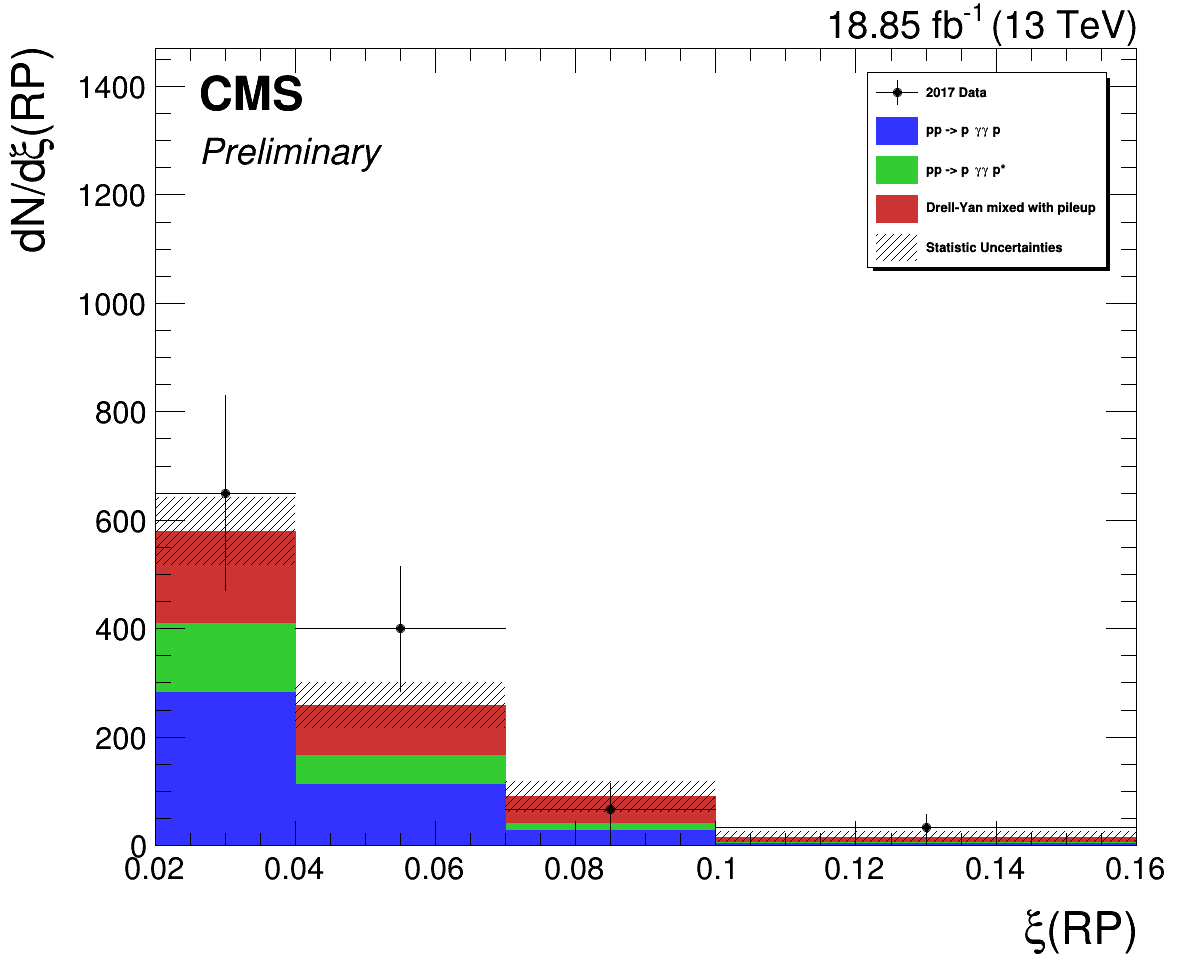 18.85 fb⁻¹ (13 TeV)
dN/dξ(RP)
CMS
Preliminary
2017 Data
pp -> p γγ p
pp -> p γγ p*
Drell-Yan mixed with pileup
Statistic Uncertainties
1400
1200
1000
800
600
400
200
0
0.02 0.04 0.06 0.08 0.1 0.12 0.14 0.16
ξ(RP)